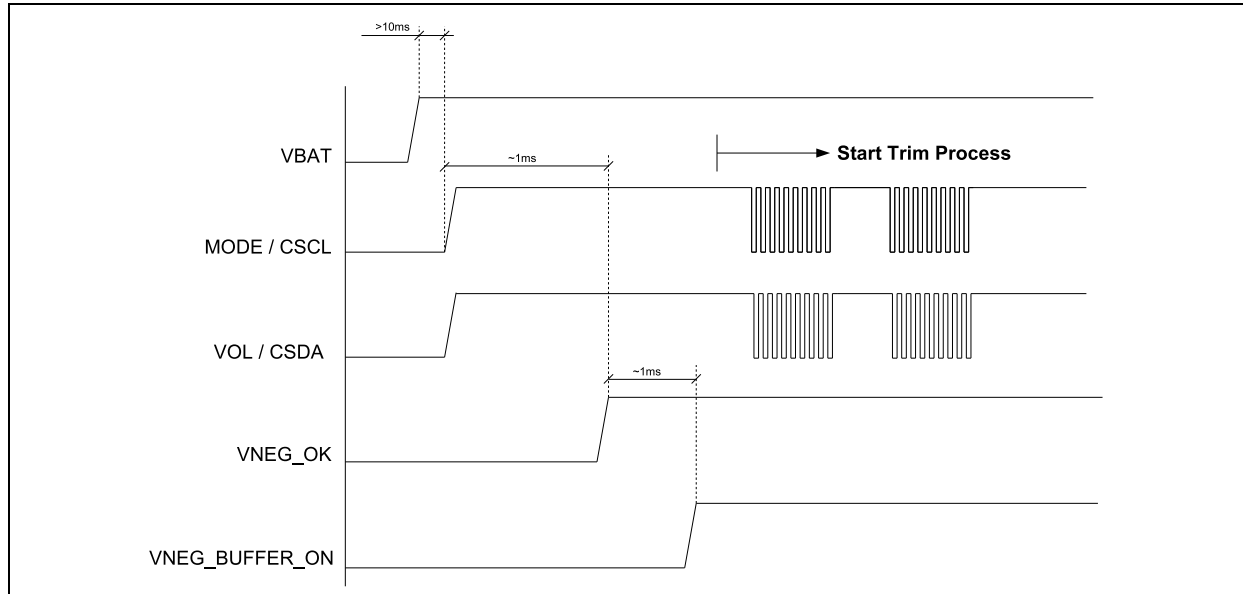 >10ms
VBAT
Start Trim Process
~1ms
MODE / CSCL
VOL / CSDA
~1ms
VNEG_OK
VNEG_BUFFER_ON